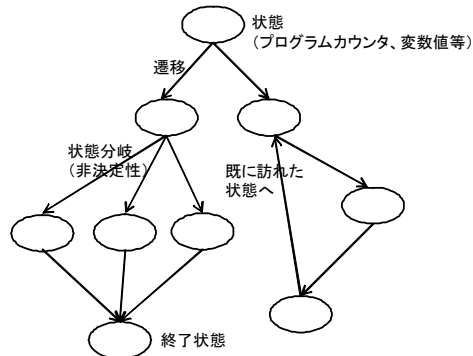 状態
(プログラムカウンタ、変数値等)
遷移
状態分岐
(非決定性)
既に訪れた
状態へ
終了状態